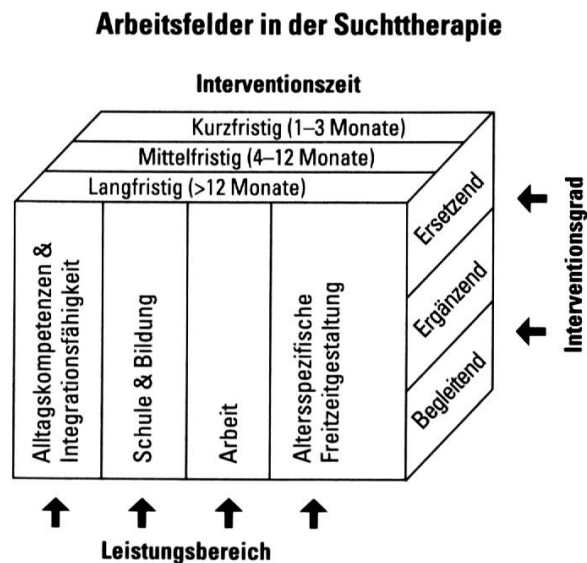 Arbeitsfelder in der Suchttherapie
Interventionszeit
Kurzfristig (1–3 Monate)
Mittelfristig (4–12 Monate)
Langfristig (>12 Monate)
Alltagskompetenzen &
Integrationsfähigkeit
Schule & Bildung
Arbeit
Altersspezifische
Freitzeitgestaltung
Ersetzend
Ergänzend
Begleitend
Interventionsgrad
Leistungsbereich